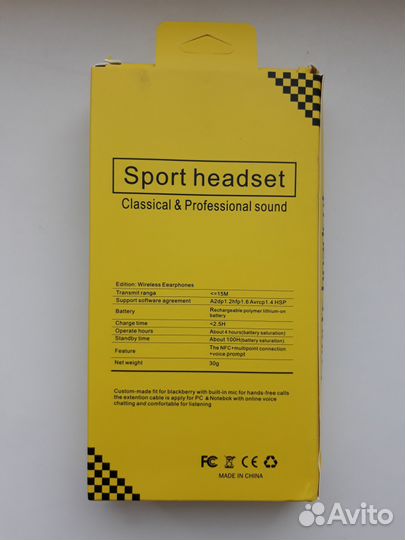 Sport headset
Classical & Professional sound
Edition: Wireless Earphones
Transmit ranga <=15M
Support software agreement A2dp1.2hfp1.6 Avrcp1.4 HSP
Battery Rechargeable polymer lithium-on
battery
Charge time <2.5H
Operate hours About 4 hours(battery saturation)
Standby time About 100H(battery saturation)
Feature The NFC+multipoint connection
+voice prompt
Net weight 30g
Custom-made fit for blackberry with built-in mic for hands-free calls
the extention cable is apply for PC & Notebok with online voice
chatting and comfortable for listening
FC CE
MADE IN CHINA
Avito